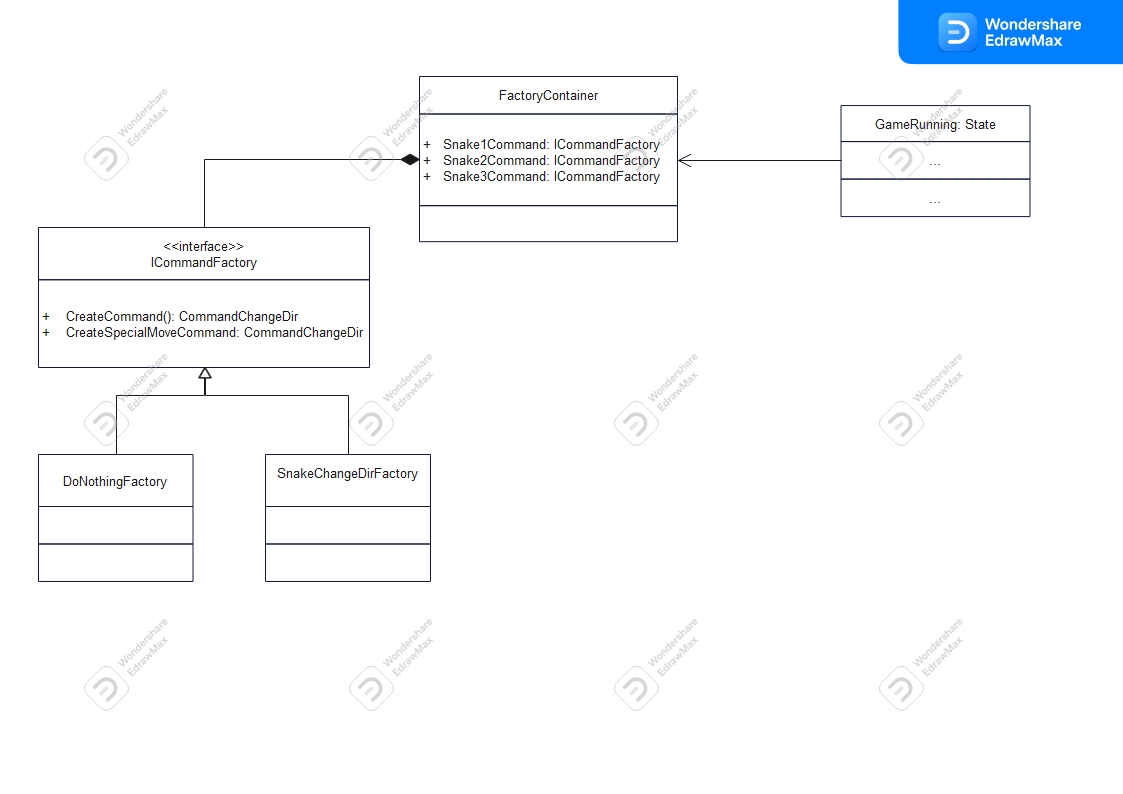 Wondershare
EdrawMax
FactoryContainer
+ Snake1Command: ICommandFactory
+ Snake2Command: ICommandFactory
+ Snake3Command: ICommandFactory
GameRunning: State
...
...
<<interface>>
ICommandFactory
+ CreateCommand(): CommandChangeDir
+ CreateSpecialMoveCommand: CommandChangeDir
DoNothingFactory
SnakeChangeDirFactory
Wondershare
EdrawMax
Wondershare
EdrawMax
Wondershare
EdrawMax
Wondershare
EdrawMax
Wondershare
EdrawMax
Wondershare
EdrawMax
Wondershare
EdrawMax
Wondershare
EdrawMax
Wondershare
EdrawMax
Wondershare
EdrawMax
Wondershare
EdrawMax
Wondershare
EdrawMax